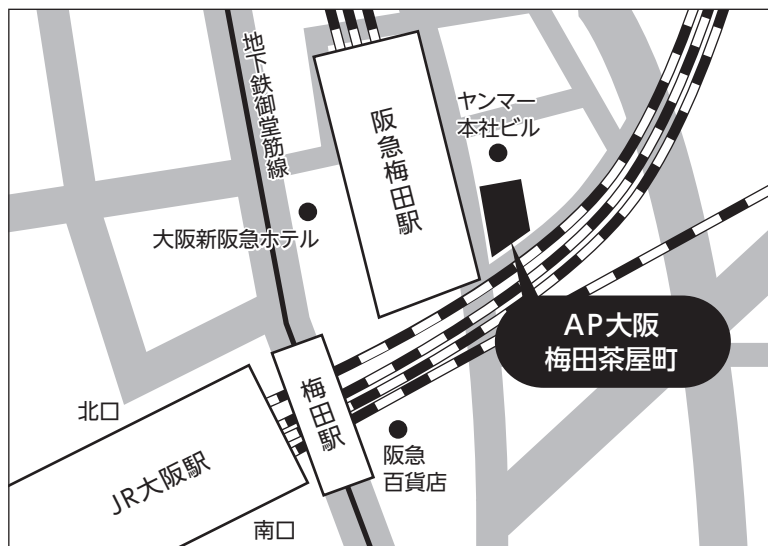 地下鉄御堂筋線
ヤンマー
本社ビル
阪急梅田駅
大阪新阪急ホテル
AP大阪
梅田茶屋町
梅田駅
北口
阪急
百貨店
JR大阪駅
南口